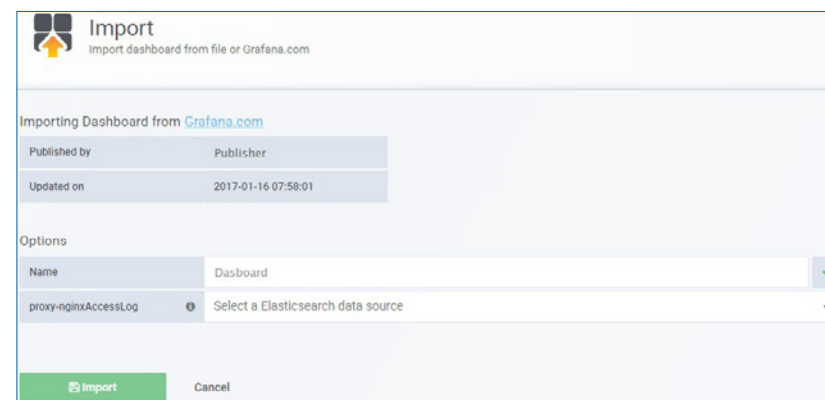 Import
Import dashboard from file or Grafana.com
Importing Dashboard from Grafana.com
Published by Publisher
Updated on 2017-01-16 07:58:01
Options
Name Dasboard
proxy-nginxAccessLog Select a Elasticsearch data source
Import Cancel